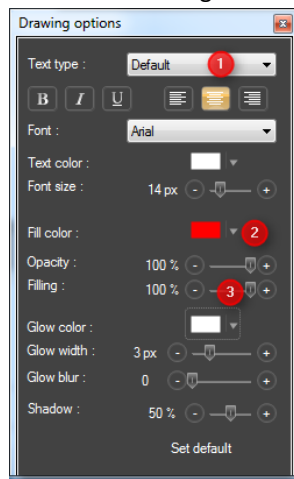 Drawing options
Text type : Default 1
B I U
Font : Arial
Text color :
Font size : 14 px - +
Fill color : 2
Opacity : 100 % - +
Filling : 100 % - 3 +
Glow color :
Glow width : 3 px - +
Glow blur : 0 - +
Shadow : 50 % - +
Set default